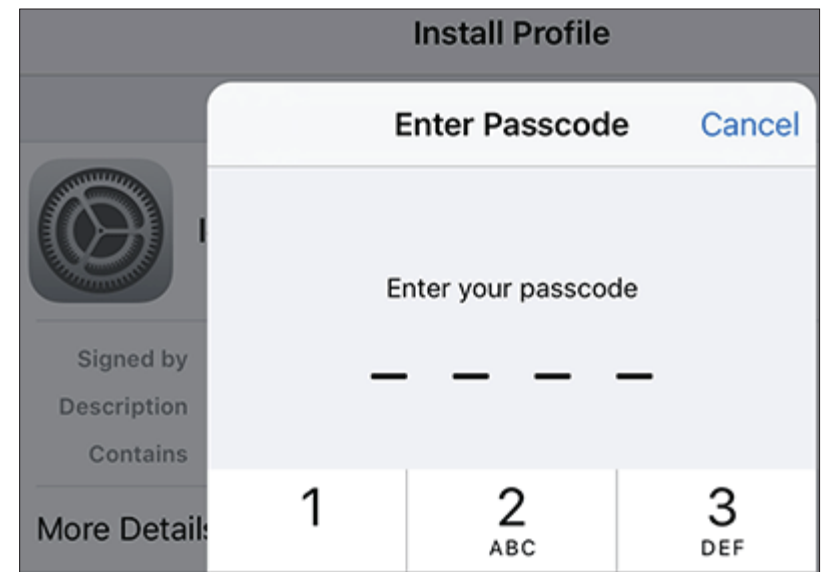 Install Profile
Enter Passcode
Cancel
Enter your passcode
Signed by
Description
Contains
More Details
1
2
ABC
3
DEF